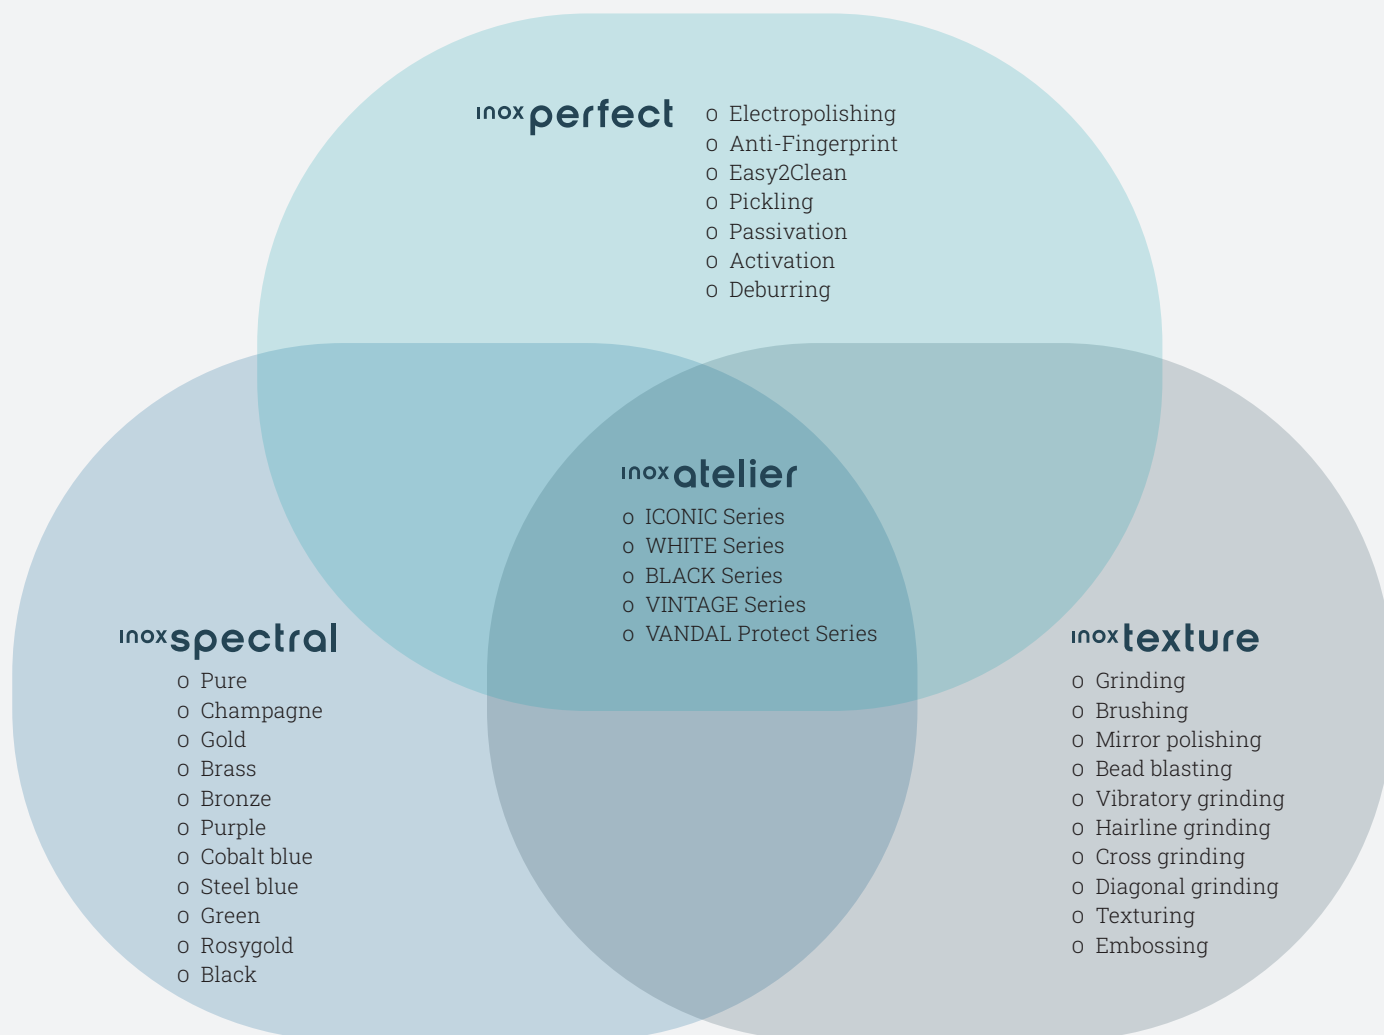 inox perfect
o Electropolishing
o Anti-Fingerprint
o Easy2Clean
o Pickling
o Passivation
o Activation
o Deburring
inox atelier
o ICONIC Series
o WHITE Series
o BLACK Series
o VINTAGE Series
o VANDAL Protect Series
inox spectral
o Pure
o Champagne
o Gold
o Brass
o Bronze
o Purple
o Cobalt blue
o Steel blue
o Green
o Rosygold
o Black
inox texture
o Grinding
o Brushing
o Mirror polishing
o Bead blasting
o Vibratory grinding
o Hairline grinding
o Cross grinding
o Diagonal grinding
o Texturing
o Embossing